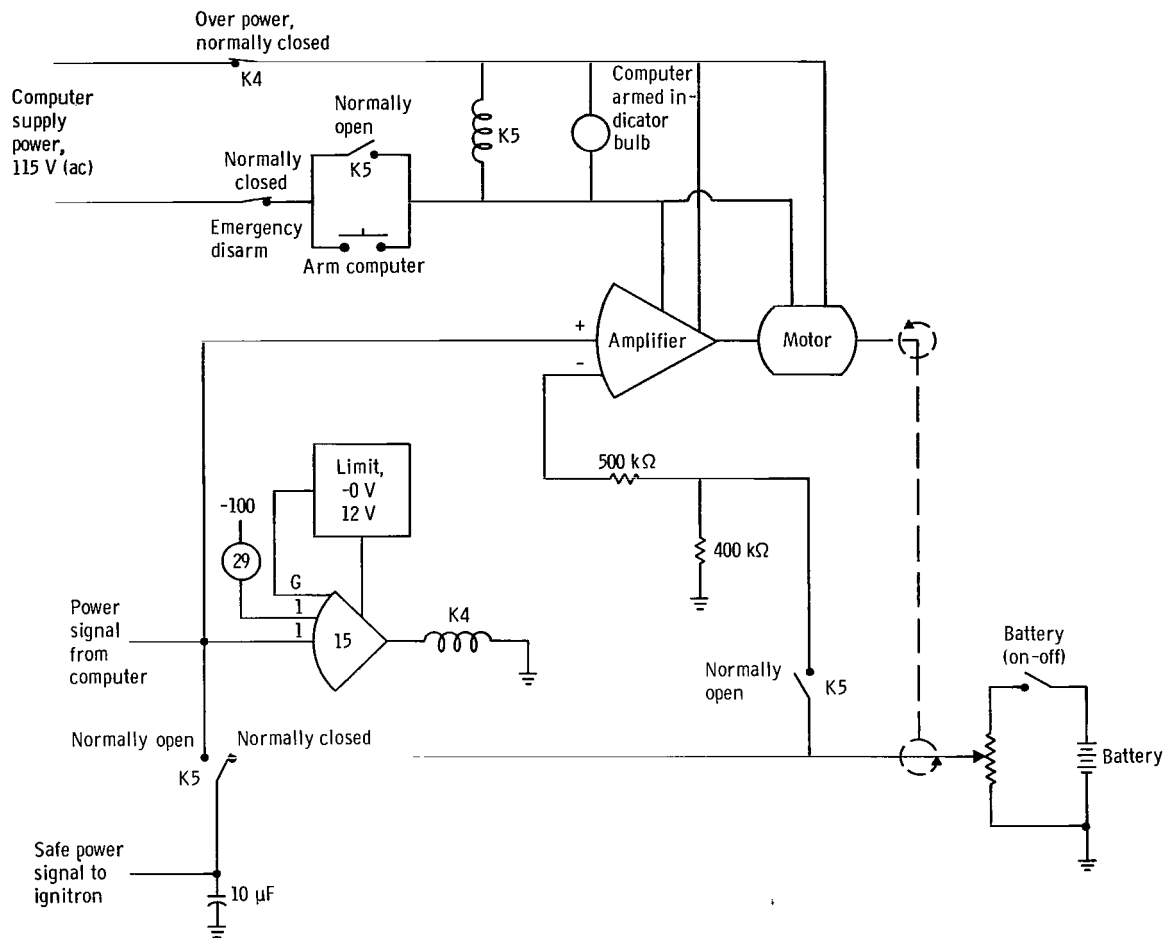 Over power,
normally closed
K4
Computer
supply
power,
115 V (ac)
Normally
open
K5
K5
Computer
armed in-
dicator
bulb
Normally
closed
Emergency
disarm
Arm computer
+
-
Amplifier
Motor
500 kΩ
400 kΩ
Limit,
-0 V
12 V
-100
29
G
1
1
15
K4
Power
signal
from
computer
Normally
open
K5
Battery
(on-off)
Battery
Normally open
Normally closed
K5
Safe power
signal to
ignitron
10 µF